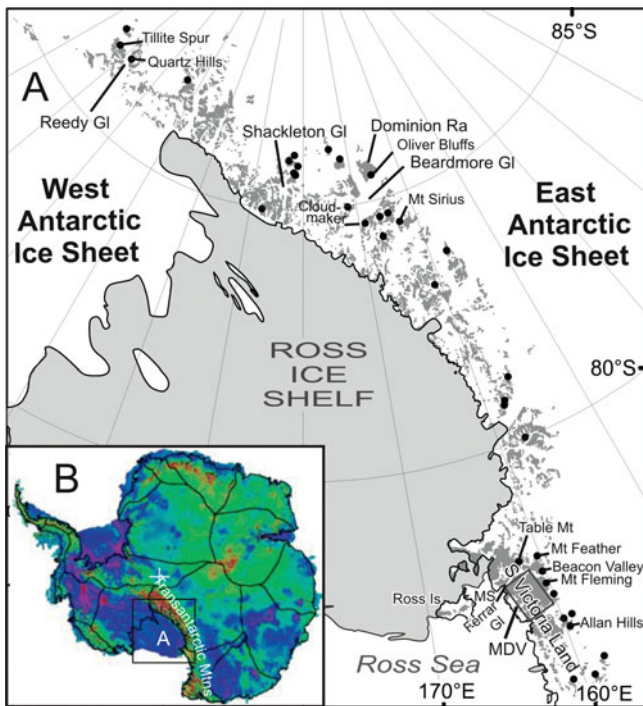 85°S
Tillite Spur
A
Quartz Hills
Reedy Gl
Shackleton Gl
Dominion Ra
Oliver Bluffs
Beardmore Gl
West
Antarctic
Ice Sheet
Cloud-
maker
Mt Sirius
East
Antarctic
Ice Sheet
ROSS
ICE
SHELF
80°S
B
Transantarctic Mtns
A
Table Mt
Mt Feather
Beacon Valley
Mt Fleming
Ross Is
MS
Ferrar
Gl
S Victoria Land
Allan Hills
MDV
Ross Sea
170°E
160°E